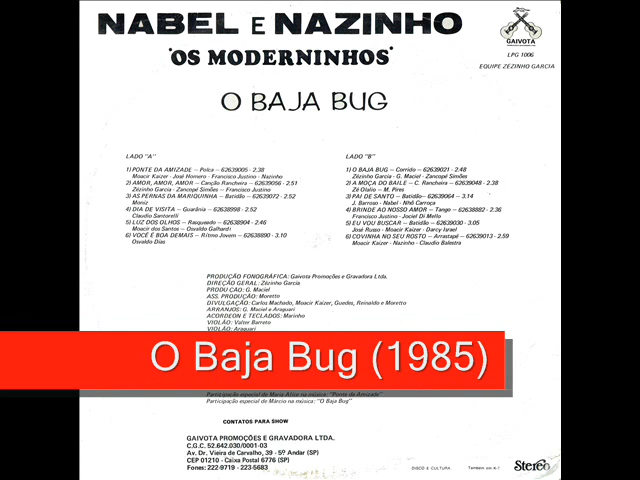 NABEL E NAZINHO
"OS MODERNINHOS"
O BAJA BUG
GAIVOTA
LPG 1006
EQUIPE ZEZINHO GARCIA
LADO "A"
1) PONTE DA AMIZADE — Polca — 62639005 - 2.38
Moacir Kaizer - José Homero - Francisco Justino - Nazinho
2) AMOR, AMOR, AMOR — Canção Rancheira — 62639056 - 2.51
Zèzinho Garcia - Zancopé Simões — Francisco Justino
3) AS PERNAS DA MARIQUINHA — Batidão — 62639072 - 2.52
Moniz
4) DIA DE VISITA — Guarânia — 62638998 - 2.52
Claudio Santorelli
5) LUZ DOS OLHOS — Rasqueado — 62638904 - 2.46
Moacir dos Santos — Osvaldo Galhardi
6) VOCÊ É BOA DEMAIS — Ritmo Jovem — 62638890 - 3.10
Osvaldo Dias
LADO "B"
1) O BAJA BUG — Corrido — 62639021 - 2.48
Zèzinho Garcia - G. Maciel - Zancopé Simões
2) A MOÇA DO BAILE — C. Rancheira — 62639048 - 2.38
Zé Olálio — M. Pires
3) PAI DE SANTO — Batidão — 62639064 - 3.14
J. Barroso - Nabel - Nhô Carroça
4) BRINDE AO NOSSO AMOR — Tango — 62638882 - 2.36
Francisco Justino - Jociel Di Mello
5) EU VOU BUSCAR — Batidão — 62639030 - 3.05
José Russo - Moacir Kaizer - Darcy Israel
6) COVINHA NO SEU ROSTO — Arrastapé — 62639013 - 2.59
Moacir Kaizer - Nazinho - Claudio Balestra
PRODUÇÃO FONOGRÁFICA: Gaivota Promoções e Gravadora Ltda.
DIREÇÃO GERAL: Zèzinho Garcia
PRODUÇÃO: G. Maciel
ASS. PRODUÇÃO: Moretto
DIVULGAÇÃO: Carlos Machado, Moacir Kaizer, Guedes, Reinaldo e Moretto
ARRANJOS: G. Maciel e Araguari
ACORDEON E TECLADOS: Marinho
VIOLÃO: Valter Barreto
VIOLÃO: Araguari
O Baja Bug (1985)
Participação especial de Maria Alice na música: "Ponte da Amizade"
Participação especial de Márcio na música: "O Baja Bug"
CONTATOS PARA SHOW
GAIVOTA PROMOÇÕES E GRAVADORA LTDA.
C.G.C. 52.642.030/0001-03
Av. Dr. Vieira de Carvalho, 39 - 5º Andar (SP)
CEP 01210 - Caixa Postal 6776 (SP)
Fones: 222-9719 - 223-5683
DISCO É CULTURA
Também em K-7
Stereo